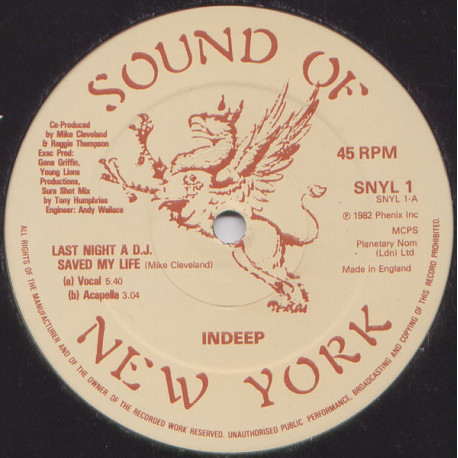 SOUND OF
NEW YORK
Co-Produced
by Mike Cleveland
& Reggie Thompson
Exec Prod:
Gene Griffin,
Young Lions
Productions,
Sure Shot Mix
by Tony Humphries
Engineer: Andy Wallace
45 RPM
SNYL 1
SNYL 1-A
℗ 1982 Phenix Inc
MCPS
Planetary Nom
(Ldn) Ltd
Made in England
LAST NIGHT A D.J.
SAVED MY LIFE (Mike Cleveland)
(a) Vocal 5.40
(b) Acapella 3.04
INDEEP
ALL RIGHTS OF THE MANUFACTURER AND OF THE OWNER OF THE RECORDED WORK RESERVED. UNAUTHORISED PUBLIC PERFORMANCE, BROADCASTING AND COPYING OF THIS RECORD PROHIBITED.